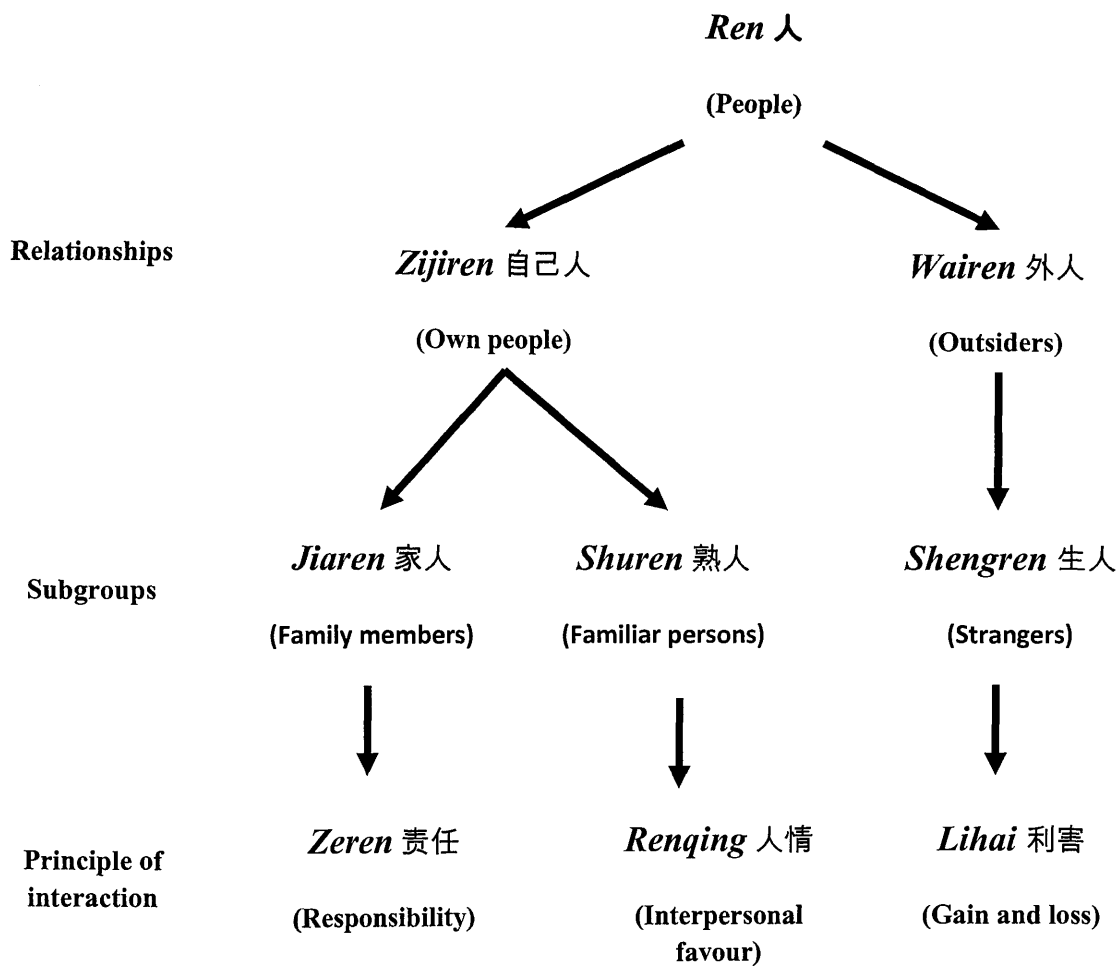 Ren 人
(People)
Relationships
Zijiren 自己人
Wairen 外人
(Own people)
(Outsiders)
Subgroups
Jiaren 家人
Shuren 熟人
Shengren 生人
(Family members)
(Familiar persons)
(Strangers)
Principle of
interaction
Zeren 责任
Renqing 人情
Lihai 利害
(Responsibility)
(Interpersonal
favour)
(Gain and loss)